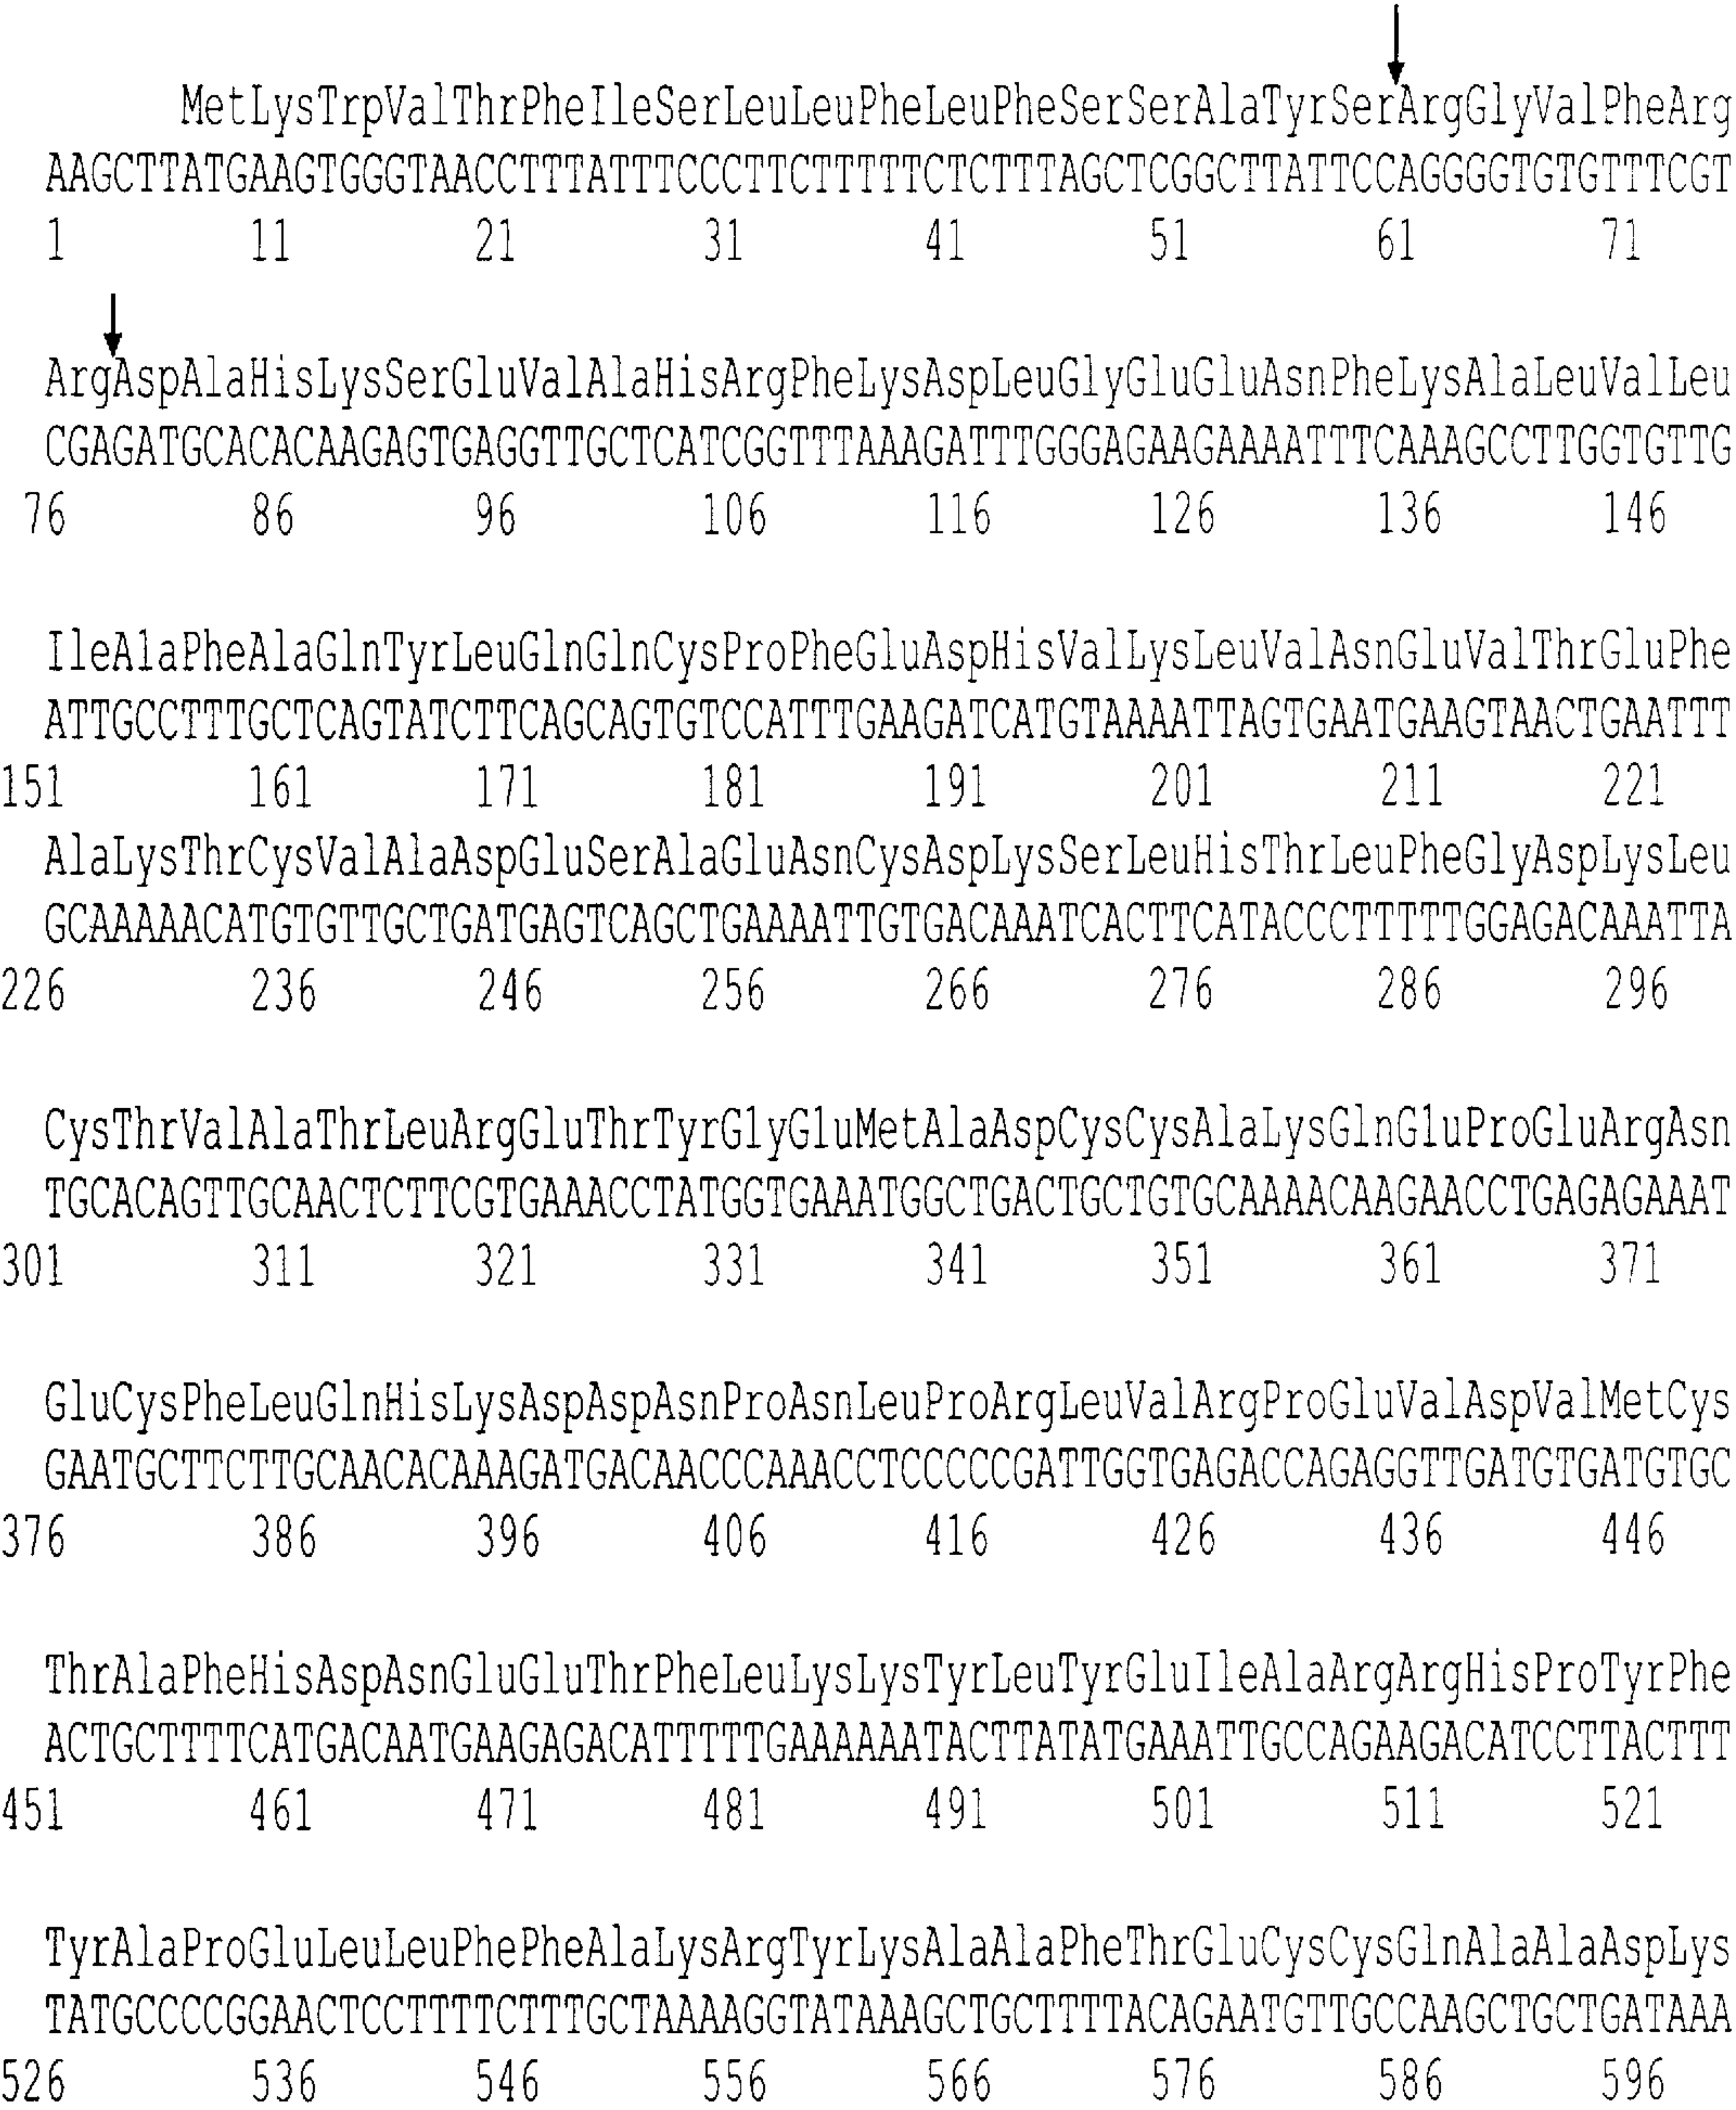 MetLysTrpValThrPheIleSerLeuLeuPheLeuPheSerSerAlaTyrSerArgGlyValPheArg
AAGCTTATGAAGTGGGTAACCTTTATTTCCCTTCTTTTTCTCTTTAGCTCGGCTTATTCCAGGGGTGTGTTTCGT
1 11 21 31 41 51 61 71
ArgAspAlaHisLysSerGluValAlaHisArgPheLysAspLeuGlyGluGluAsnPheLysAlaLeuValLeu
CGAGATGCACACAAGAGTGAGGTTGCTCATCGGTTTAAAGATTTGGGAGAAGAAAATTTCAAAGCCTTGGTGTTG
76 86 96 106 116 126 136 146
IleAlaPheAlaGlnTyrLeuGlnGlnCysProPheGluAspHisValLysLeuValAsnGluValThrGluPhe
ATTGCCTTTGCTCAGTATCTTCAGCAGTGTCCATTTGAAGATCATGTAAAATTAGTGAATGAAGTAACTGAATTT
151 161 171 181 191 201 211 221
AlaLysThrCysValAlaAspGluSerAlaGluAsnCysAspLysSerLeuHisThrLeuPheGlyAspLysLeu
GCAAAAACATGTGTTGCTGATGAGTCAGCTGAAAATTGTGACAAATCACTTCATACCCTTTTTGGAGACAAATTA
226 236 246 256 266 276 286 296
CysThrValAlaThrLeuArgGluThrTyrGlyGluMetAlaAspCysCysAlaLysGlnGluProGluArgAsn
TGCACAGTTGCAACTCTTCGTGAAACCTATGGTGAAATGGCTGACTGCTGTGCAAAACAAGAACCTGAGAGAAAT
301 311 321 331 341 351 361 371
GluCysPheLeuGlnHisLysAspAspAsnProAsnLeuProArgLeuValArgProGluValAspValMetCys
GAATGCTTCTTGCAACACAAAGATGACAACCCAAACCTCCCCCGATTGGTGAGACCAGAGGTTGATGTGATGTGC
376 386 396 406 416 426 436 446
ThrAlaPheHisAspAsnGluGluThrPheLeuLysLysTyrLeuTyrGluIleAlaArgArgHisProTyrPhe
ACTGCTTTTCATGACAATGAAGAGACATTTTTGAAAAAATACTTATATGAAATTGCCAGAAGACATCCTTACTTT
451 461 471 481 491 501 511 521
TyrAlaProGluLeuLeuPhePheAlaLysArgTyrLysAlaAlaPheThrGluCysCysGlnAlaAlaAspLys
TATGCCCCGGAACTCCTTTTCTTTGCTAAAAGGTATAAAGCTGCTTTTACAGAATGTTGCCAAGCTGCTGATAAA
526 536 546 556 566 576 586 596